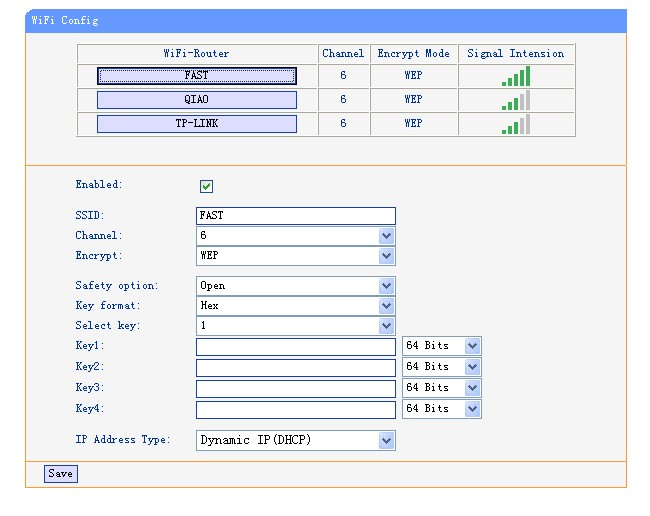 WiFi Config
WiFi-Router Channel Encrypt Mode Signal Intension
FAST 6 WEP
QIAO 6 WEP
TP-LINK 6 WEP
Enabled:
SSID: FAST
Channel: 6
Encrypt: WEP
Safety option: Open
Key format: Hex
Select key: 1
Key1: 64 Bits
Key2: 64 Bits
Key3: 64 Bits
Key4: 64 Bits
IP Address Type: Dynamic IP(DHCP)
Save